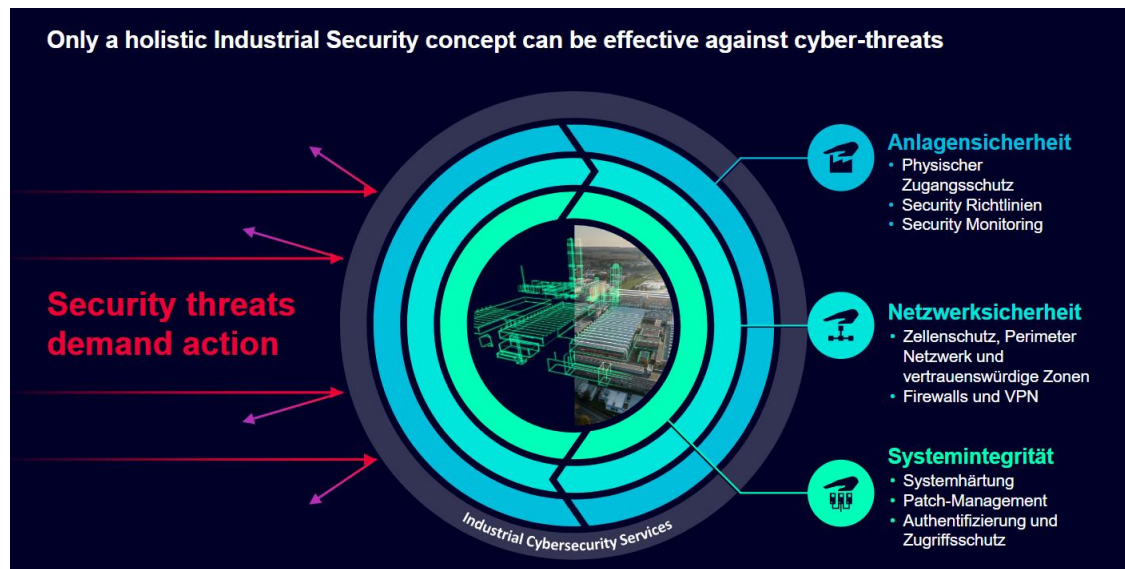 Only a holistic Industrial Security concept can be effective against cyber-threats
Security threats
demand action
Industrial Cybersecurity Services
Anlagensicherheit
• Physischer
Zugangsschutz
• Security Richtlinien
• Security Monitoring
Netzwerksicherheit
• Zellenschutz, Perimeter
Netzwerk und
vertrauenswürdige Zonen
• Firewalls und VPN
Systemintegrität
• Systemhärtung
• Patch-Management
• Authentifizierung und
Zugriffsschutz